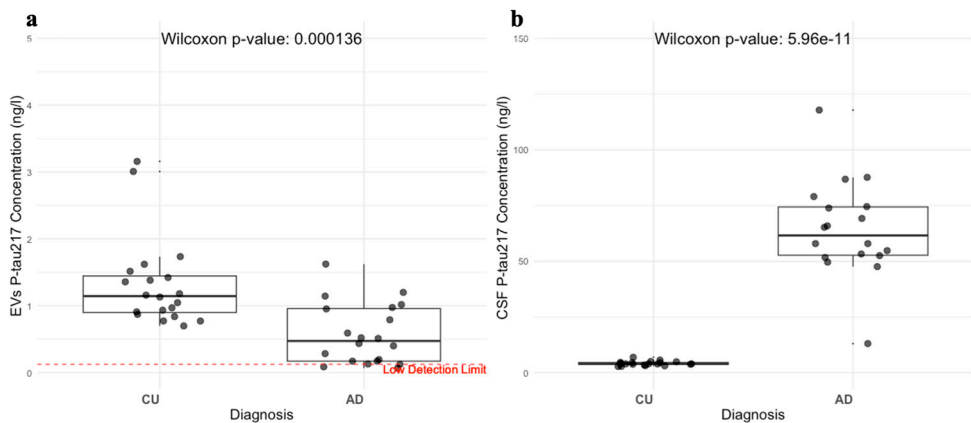 a
Wilcoxon p-value: 0.000136
EVs P-tau217 Concentration (ng/l)
5
4
3
2
1
0
Low Detection Limit
CU
AD
Diagnosis
b
Wilcoxon p-value: 5.96e-11
CSF P-tau217 Concentration (ng/l)
150
100
50
0
CU
AD
Diagnosis